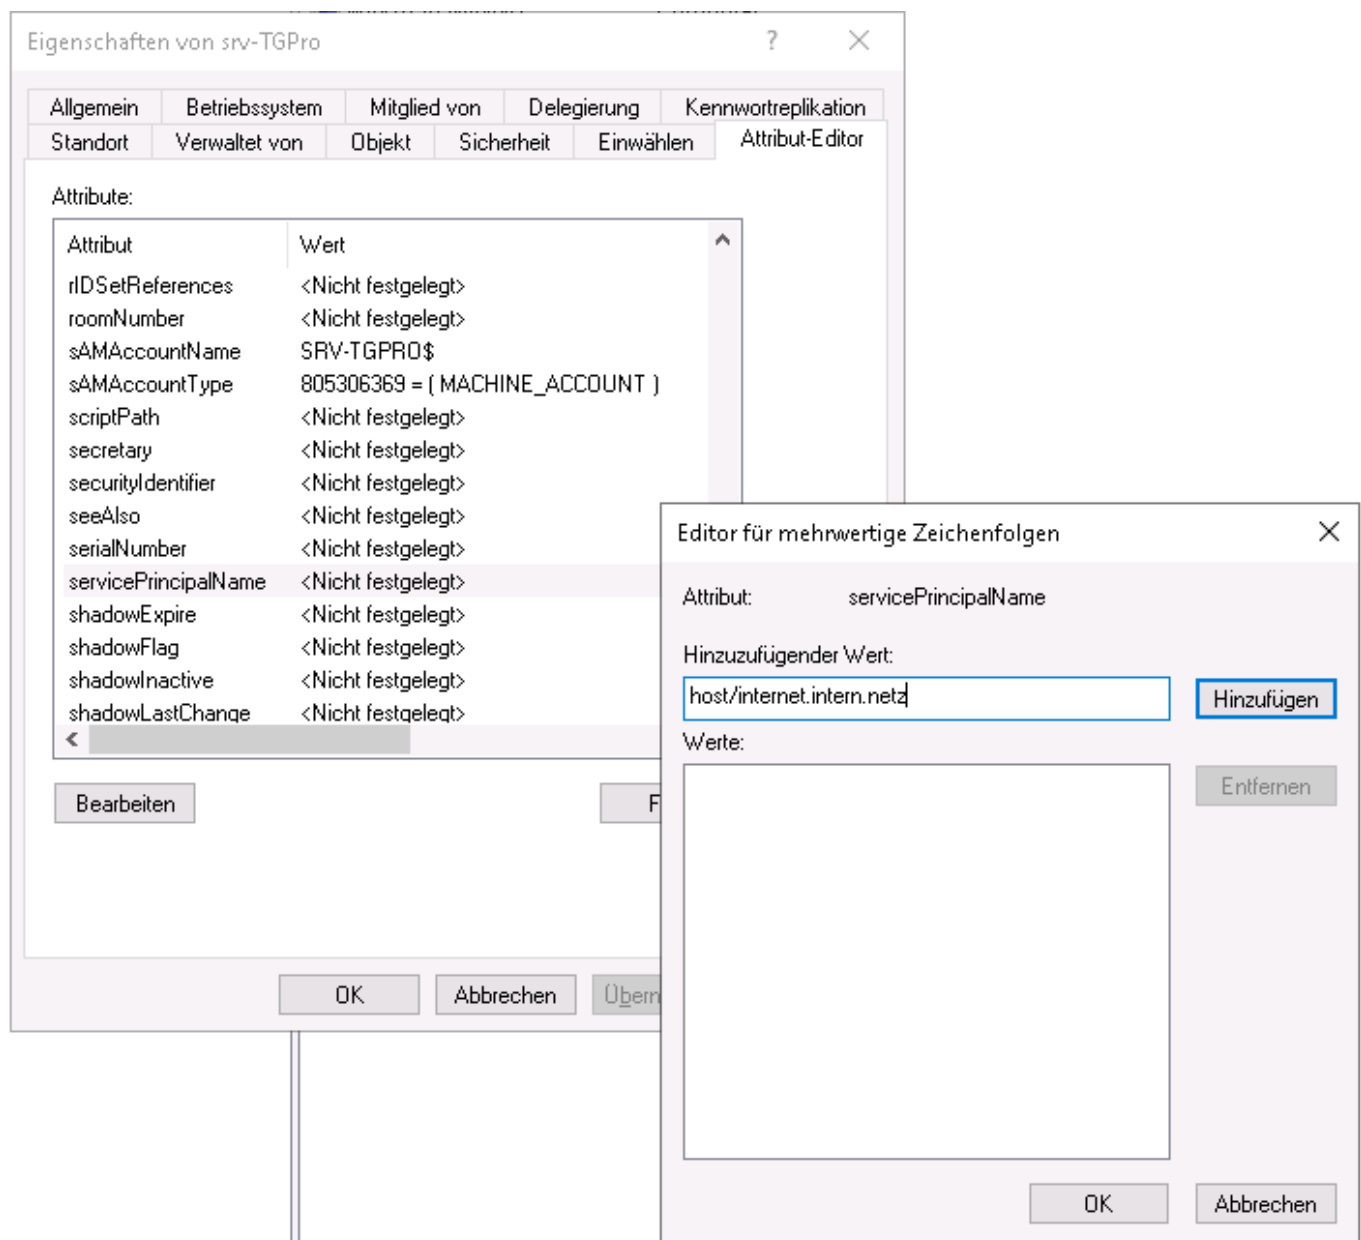 Eigenschaften von srv-TGPro ?
Allgemein Betriebssystem Mitglied von Delegierung Kennwortreplikation
Standort Verwaltet von Objekt Sicherheit Einwählen Attribut-Editor
Attribute:
Attribut Wert
rIDSetReferences <Nicht festgelegt>
roomNumber <Nicht festgelegt>
sAMAccountName SRV-TGPRO$
sAMAccountType 805306369 = ( MACHINE_ACCOUNT )
scriptPath <Nicht festgelegt>
secretary <Nicht festgelegt>
securityIdentifier <Nicht festgelegt>
seeAlso <Nicht festgelegt>
serialNumber <Nicht festgelegt>
servicePrincipalName <Nicht festgelegt>
shadowExpire <Nicht festgelegt>
shadowFlag <Nicht festgelegt>
shadowInactive <Nicht festgelegt>
shadowLastChange <Nicht festgelegt>
Bearbeiten F
OK Abbrechen Übern
Editor für mehrwertige Zeichenfolgen
Attribut: servicePrincipalName
Hinzuzufügender Wert:
host/internet.intern.netz Hinzufügen
Werte:
Entfernen
OK Abbrechen